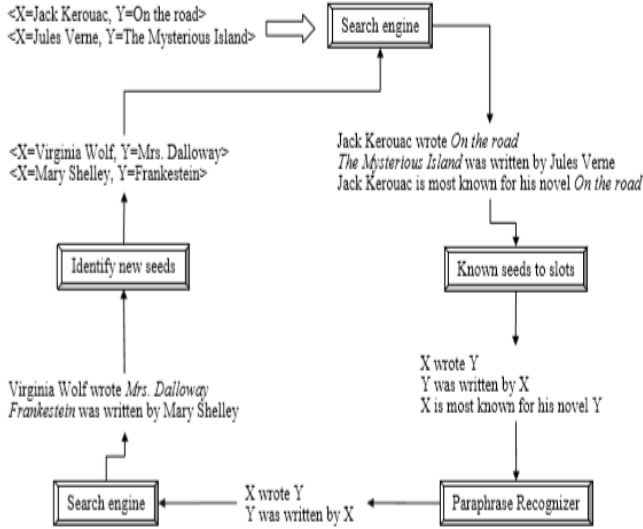 <X=Jack Kerouac, Y=On the road>
<X=Jules Verne, Y=The Mysterious Island>
Search engine
Jack Kerouac wrote On the road
The Mysterious Island was written by Jules Verne
Jack Kerouac is most known for his novel On the road
Known seeds to slots
X wrote Y
Y was written by X
X is most known for his novel Y
Paraphrase Recognizer
X wrote Y
Y was written by X
Search engine
Virginia Wolf wrote Mrs. Dalloway
Frankestein was written by Mary Shelley
Identify new seeds
<X=Virginia Wolf, Y=Mrs. Dalloway>
<X=Mary Shelley, Y=Frankestein>